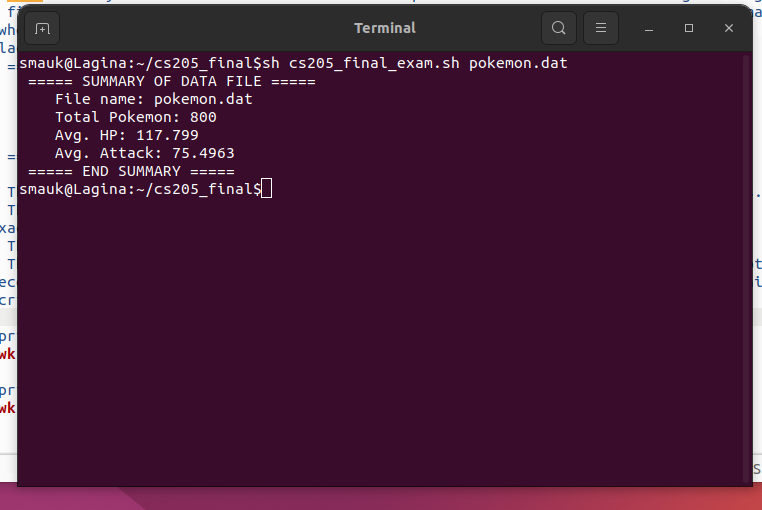 Terminal
smauk@Lagina:~/cs205_final$sh cs205_final_exam.sh pokemon.dat
===== SUMMARY OF DATA FILE =====
File name: pokemon.dat
Total Pokemon: 800
Avg. HP: 117.799
Avg. Attack: 75.4963
===== END SUMMARY =====
smauk@Lagina:~/cs205_final$